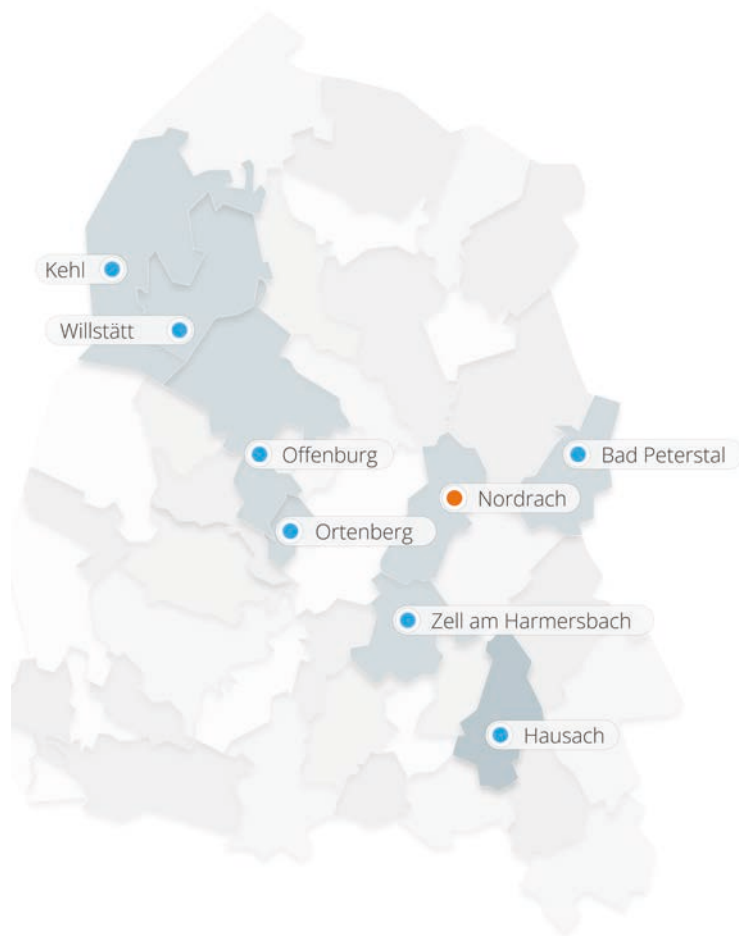 Kehl
Willstätt
Offenburg
Bad Peterstal
Nordrach
Ortenberg
Zell am Harmersbach
Hausach